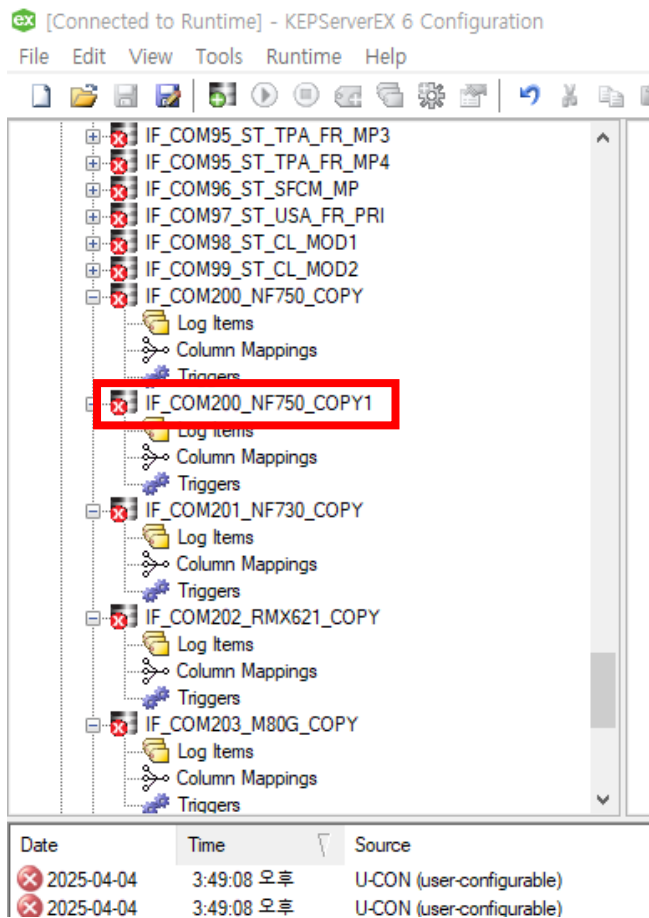 [Connected to Runtime] - KEPServerEX 6 Configuration
File Edit View Tools Runtime Help
IF_COM95_ST_TPA_FR_MP3
IF_COM95_ST_TPA_FR_MP4
IF_COM96_ST_SFCM_MP
IF_COM97_ST_USA_FR_PRI
IF_COM98_ST_CL_MOD1
IF_COM99_ST_CL_MOD2
IF_COM200_NF750_COPY
Log Items
Column Mappings
Triggers
IF_COM200_NF750_COPY1
Log Items
Column Mappings
Triggers
IF_COM201_NF730_COPY
Log Items
Column Mappings
Triggers
IF_COM202_RMX621_COPY
Log Items
Column Mappings
Triggers
IF_COM203_M80G_COPY
Log Items
Column Mappings
Triggers
Date Time Source
2025-04-04 3:49:08 오후 U-CON (user-configurable)
2025-04-04 3:49:08 오후 U-CON (user-configurable)